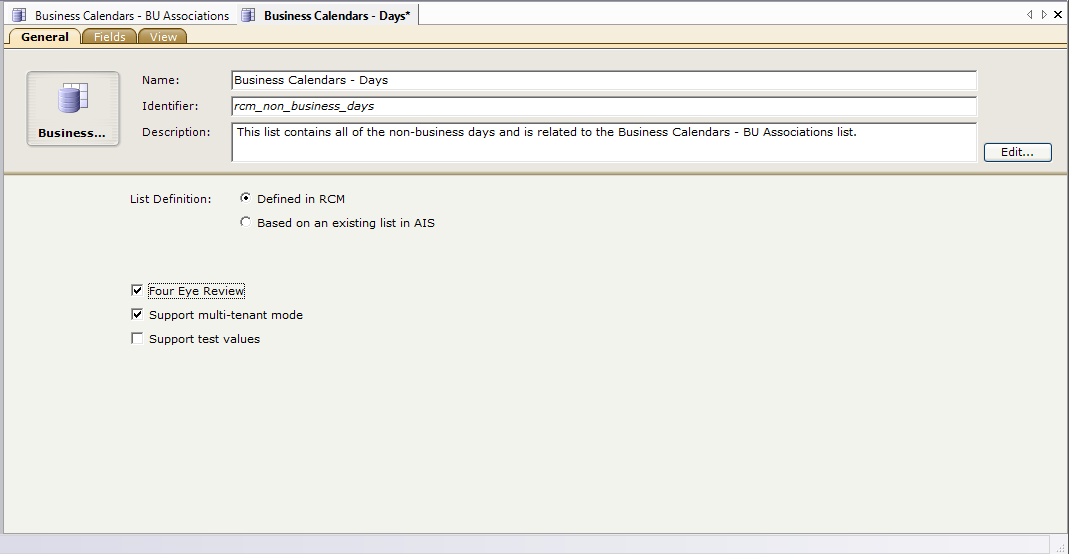 Business Calendars - BU Associations
Business Calendars - Days*
General
Fields
View
Business...
Name:
Business Calendars - Days
Identifier:
rcm_non_business_days
Description:
This list contains all of the non-business days and is related to the Business Calendars - BU Associations list.
Edit...
List Definition:
Defined in RCM
Based on an existing list in AIS
Four Eye Review
Support multi-tenant mode
Support test values